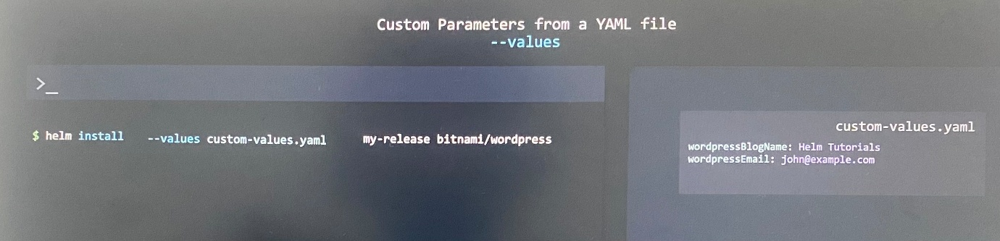 Custom Parameters from a YAML file
--values
>_
$ helm install --values custom-values.yaml my-release bitnami/wordpress
custom-values.yaml
wordpressBlogName: Helm Tutorials
wordpressEmail: john@example.com